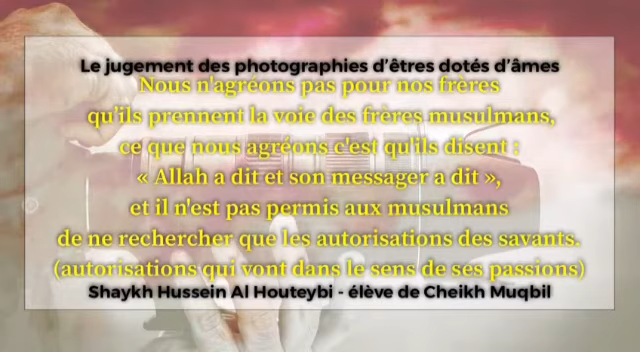 Le jugement des photographies d'êtres dotés d'âmes
Nous n'agréons pas pour nos frères
qu'ils prennent la voie des frères musulmans,
ce que nous agréons c'est qu'ils disent :
« Allah a dit et son messager a dit »,
et il n'est pas permis aux musulmans
de ne rechercher que les autorisations des savants.
(autorisations qui vont dans le sens de ses passions)
Shaykh Hussein Al Houteybi - élève de Cheikh Muqbil